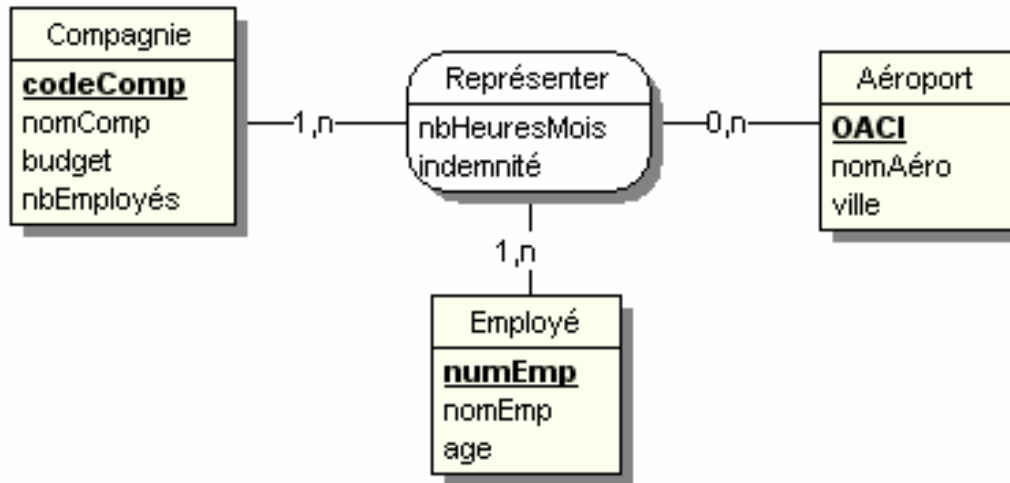 Compagnie
codeComp
nomComp
budget
nbEmployés
1,n
Représenter
nbHeuresMois
indemnité
0,n
Aéroport
OACI
nomAéro
ville
1,n
Employé
numEmp
nomEmp
age